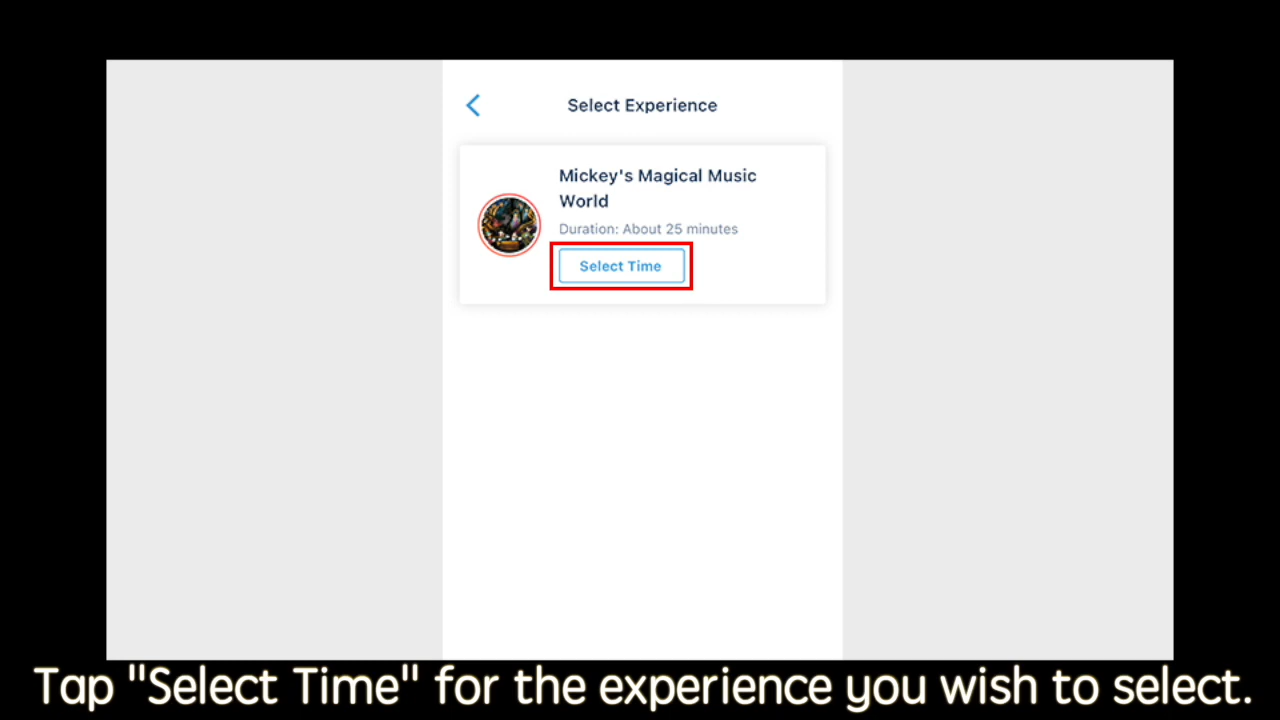 Select Experience
Mickey's Magical Music
World
Duration: About 25 minutes
Select Time
Tap "Select Time" for the experience you wish to select.